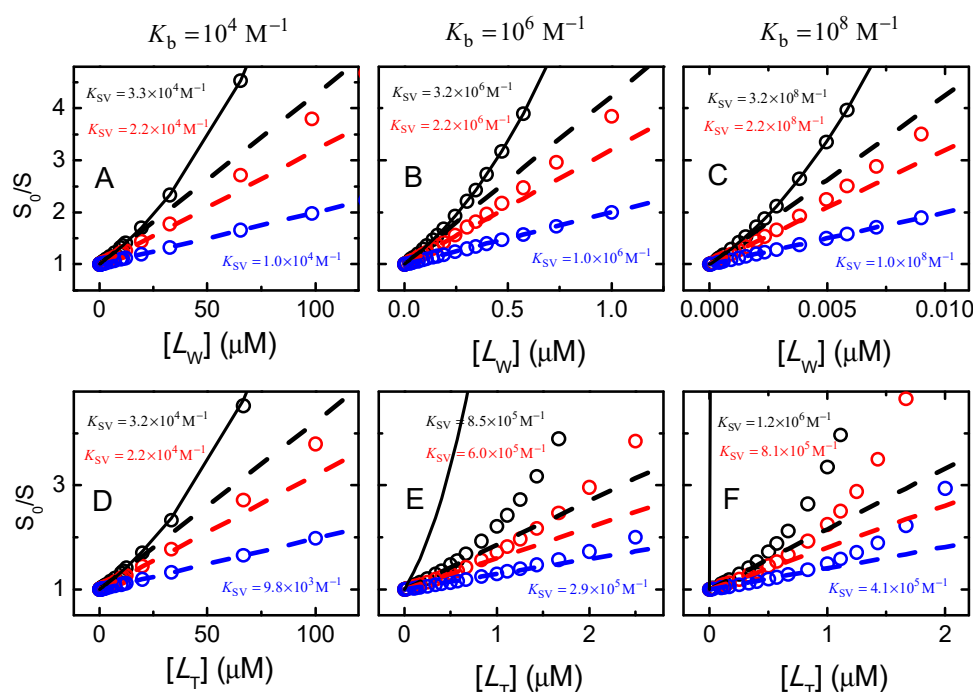 K_b = 10^4 M^−1
K_b = 10^6 M^−1
K_b = 10^8 M^−1
S_0/S
4
3
2
1
K_SV = 3.3×10^4 M^−1
K_SV = 2.2×10^4 M^−1
A
K_SV = 1.0×10^4 M^−1
0 50 100
[L_W] (μM)
K_SV = 3.2×10^6 M^−1
K_SV = 2.2×10^6 M^−1
B
K_SV = 1.0×10^6 M^−1
0.0 0.5 1.0
[L_W] (μM)
K_SV = 3.2×10^8 M^−1
K_SV = 2.2×10^8 M^−1
C
K_SV = 1.0×10^8 M^−1
0.000 0.005 0.010
[L_W] (μM)
S_0/S
3
1
K_SV = 3.2×10^4 M^−1
K_SV = 2.2×10^4 M^−1
D
K_SV = 9.8×10^3 M^−1
0 50 100
[L_T] (μM)
K_SV = 8.5×10^5 M^−1
K_SV = 6.0×10^5 M^−1
E
K_SV = 2.9×10^5 M^−1
0 1 2
[L_T] (μM)
K_SV = 1.2×10^6 M^−1
K_SV = 8.1×10^5 M^−1
F
K_SV = 4.1×10^5 M^−1
0 1 2
[L_T] (μM)